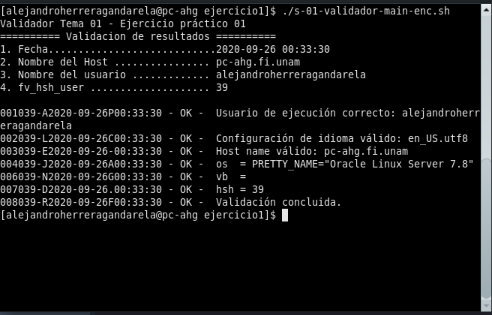 [alejandroherreragandarela@pc-ahg ejercicio1]$ ./s-01-validador-main-enc.sh
Validador Tema 01 - Ejercicio práctico 01
========== Validacion de resultados ==========
1. Fecha............................2020-09-26 00:33:30
2. Nombre del Host ................ pc-ahg.fi.unam
3. Nombre del usuario ............. alejandroherreragandarela
4. fv_hsh_user .................... 39
001039-A2020-09-26P00:33:30 - OK -  Usuario de ejecución correcto: alejandroherr
eragandarela
002039-L2020-09-26C00:33:30 - OK -  Configuración de idioma válido: en_US.utf8
003039-E2020-09-26-00:33:30 - OK -  Host name válido: pc-ahg.fi.unam
004039-J2020-09-26A00:33:30 - OK -  os  = PRETTY_NAME="Oracle Linux Server 7.8"
006039-N2020-09-26G00:33:30 - OK -  vb  =
007039-D2020-09-26.00:33:30 - OK -  hsh = 39
008039-R2020-09-26F00:33:30 - OK -  Validación concluida.
[alejandroherreragandarela@pc-ahg ejercicio1]$